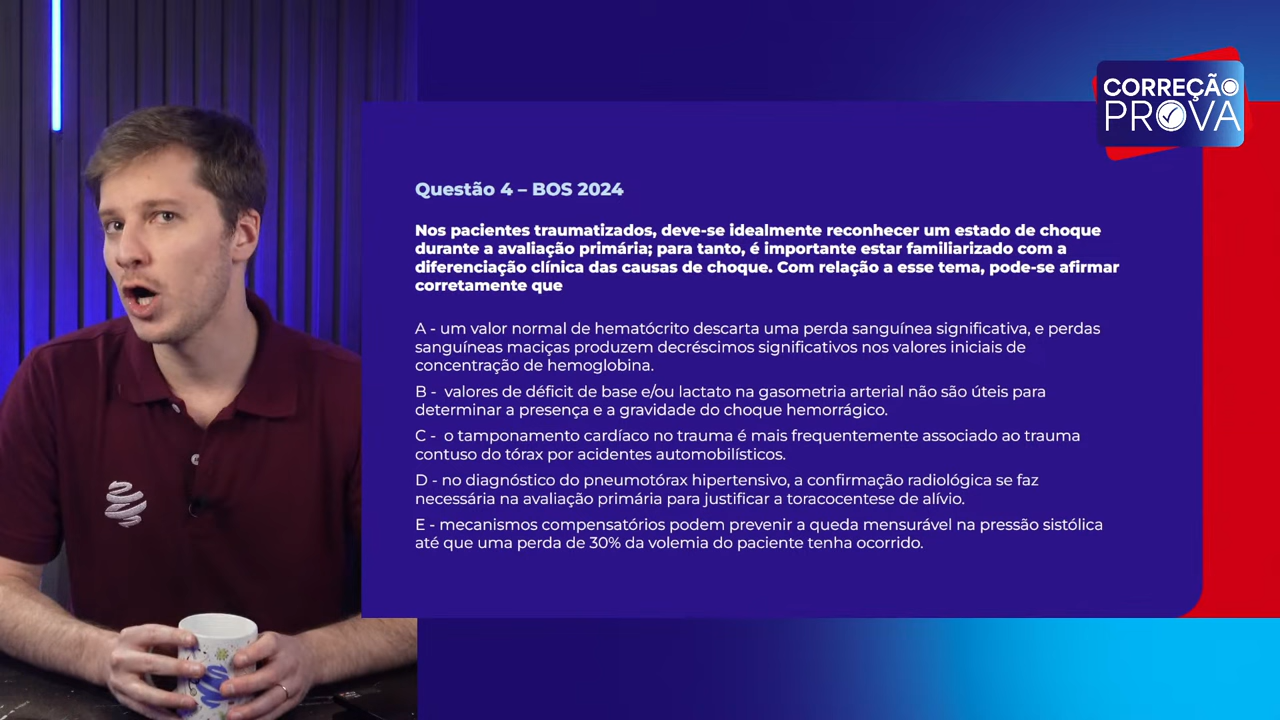 CORREÇÃO
PROVA
Questão 4 – BOS 2024
Nos pacientes traumatizados, deve-se idealmente reconhecer um estado de choque
durante a avaliação primária; para tanto, é importante estar familiarizado com a
diferenciação clínica das causas de choque. Com relação a esse tema, pode-se afirmar
corretamente que
A - um valor normal de hematócrito descarta uma perda sanguínea significativa, e perdas
sanguíneas maciças produzem decréscimos significativos nos valores iniciais de
concentração de hemoglobina.
B -  valores de déficit de base e/ou lactato na gasometria arterial não são úteis para
determinar a presença e a gravidade do choque hemorrágico.
C -  o tamponamento cardíaco no trauma é mais frequentemente associado ao trauma
contuso do tórax por acidentes automobilísticos.
D - no diagnóstico do pneumotórax hipertensivo, a confirmação radiológica se faz
necessária na avaliação primária para justificar a toracocentese de alívio.
E - mecanismos compensatórios podem prevenir a queda mensurável na pressão sistólica
até que uma perda de 30% da volemia do paciente tenha ocorrido.